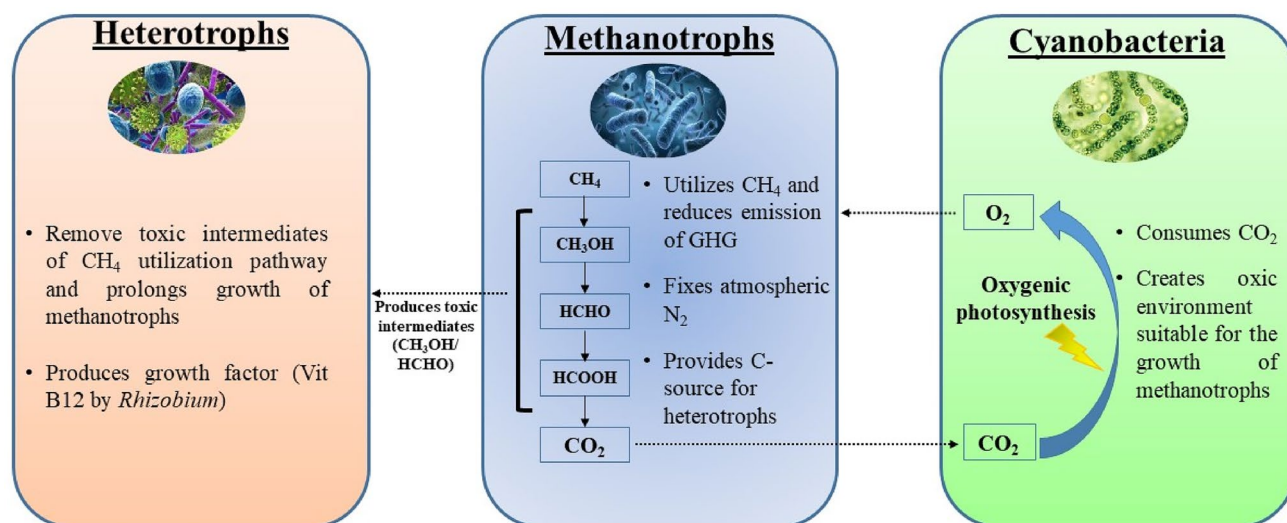 Heterotrophs
• Remove toxic intermediates
of CH₄ utilization pathway
and prolongs growth of
methanotrophs
• Produces growth factor (Vit
B12 by Rhizobium)
Produces toxic
intermediates
(CH₃OH/
HCHO)
Methanotrophs
CH₄
CH₃OH
HCHO
HCOOH
CO₂
• Utilizes CH₄ and
reduces emission
of GHG
• Fixes atmospheric
N₂
• Provides C-
source for
heterotrophs
Cyanobacteria
O₂
Oxygenic
photosynthesis
CO₂
• Consumes CO₂
• Creates oxic
environment
suitable for the
growth of
methanotrophs